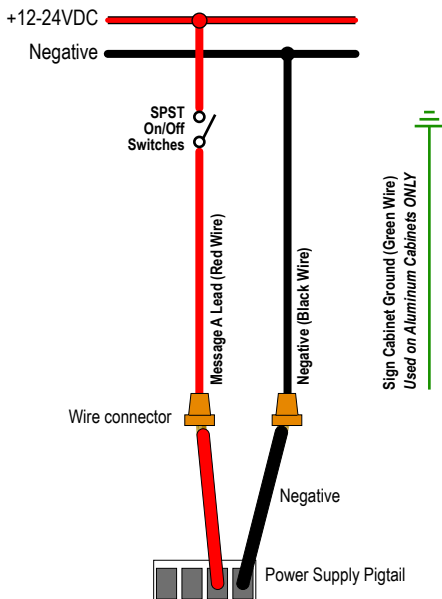 +12-24VDC
Negative
SPST
On/Off
Switches
Message A Lead (Red Wire)
Negative (Black Wire)
Sign Cabinet Ground (Green Wire)
Used on Aluminum Cabinets ONLY
Wire connector
Negative
Power Supply Pigtail